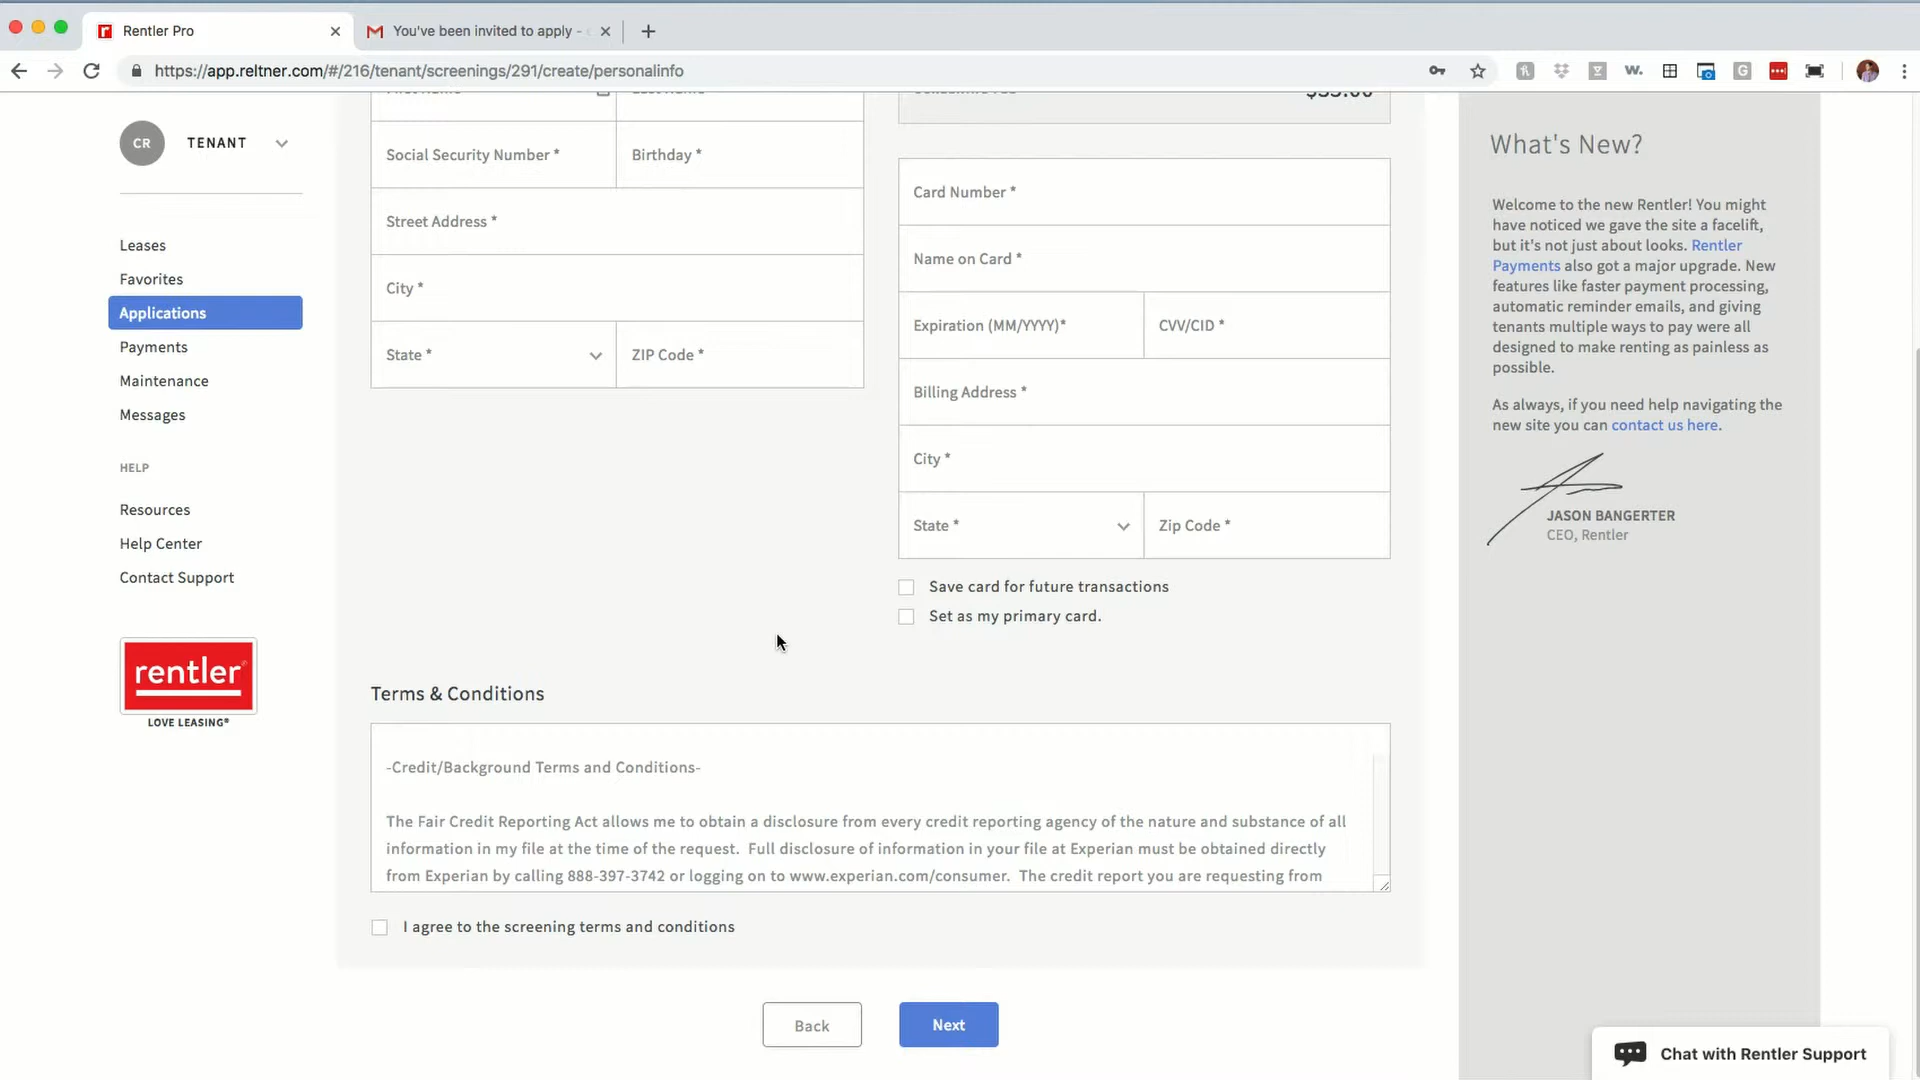 Rentler Pro
You've been invited to apply -
https://app.reltner.com/#/216/tenant/screenings/291/create/personalinfo
CR
TENANT
Leases
Favorites
Applications
Payments
Maintenance
Messages
HELP
Resources
Help Center
Contact Support
rentler
LOVE LEASING®
Social Security Number *
Birthday *
Street Address *
City *
State *
ZIP Code *
$35.00
Card Number *
Name on Card *
Expiration (MM/YYYY)*
CVV/CID *
Billing Address *
City *
State *
Zip Code *
Save card for future transactions
Set as my primary card.
Terms & Conditions
-Credit/Background Terms and Conditions-
The Fair Credit Reporting Act allows me to obtain a disclosure from every credit reporting agency of the nature and substance of all
information in my file at the time of the request.  Full disclosure of information in your file at Experian must be obtained directly
from Experian by calling 888-397-3742 or logging on to www.experian.com/consumer.  The credit report you are requesting from
I agree to the screening terms and conditions
Back
Next
What's New?
Welcome to the new Rentler! You might
have noticed we gave the site a facelift,
but it's not just about looks. Rentler
Payments also got a major upgrade. New
features like faster payment processing,
automatic reminder emails, and giving
tenants multiple ways to pay were all
designed to make renting as painless as
possible.
As always, if you need help navigating the
new site you can contact us here.
JASON BANGERTER
CEO, Rentler
Chat with Rentler Support